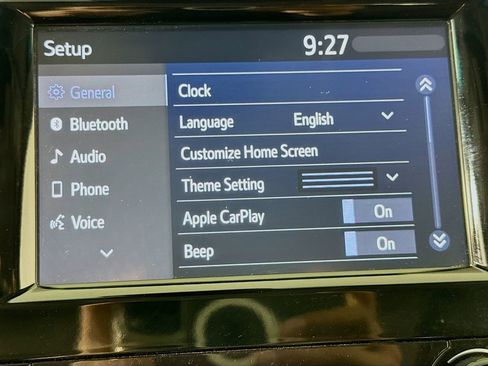 Setup 9:27
General
Bluetooth
Audio
Phone
Voice
Clock
Language English
Customize Home Screen
Theme Setting
Apple CarPlay On
Beep On